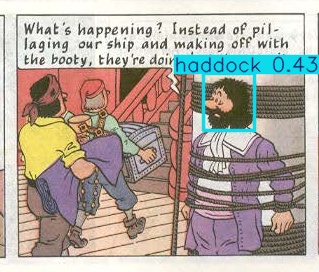 What's happening? Instead of pil-
laging our ship and making off with
the booty, they're doin
haddock 0.43